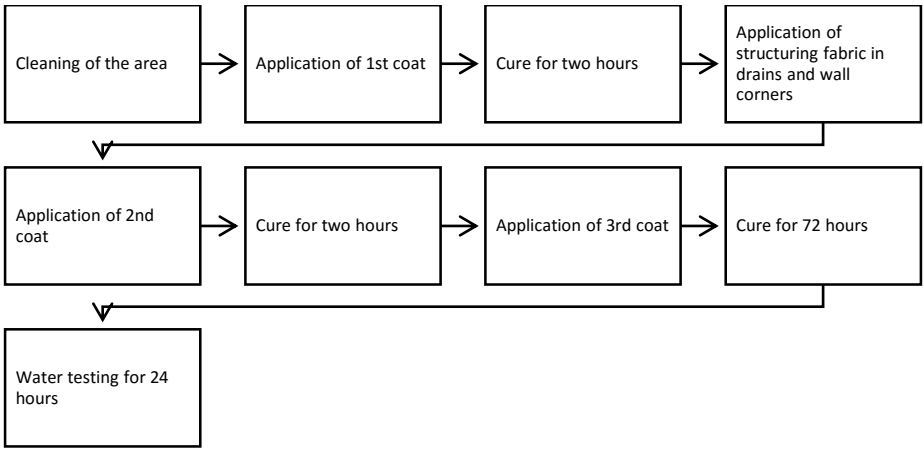 Cleaning of the area
Application of 1st coat
Cure for two hours
Application of
structuring fabric in
drains and wall
corners
Application of 2nd
coat
Cure for two hours
Application of 3rd coat
Cure for 72 hours
Water testing for 24
hours